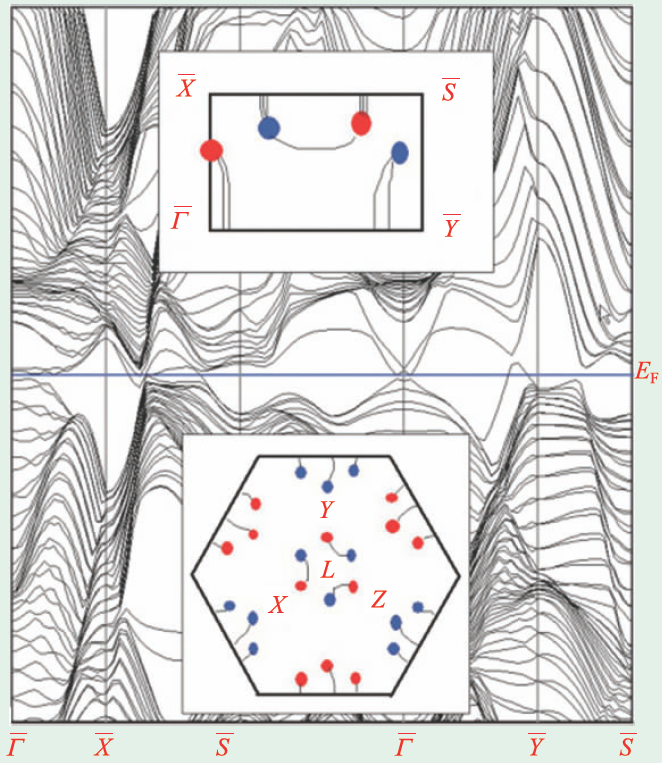 X̅ S̅
Γ̅ Y̅
E_F
Y
L
X Z
Γ̅ X̅ S̅ Γ̅ Y̅ S̅